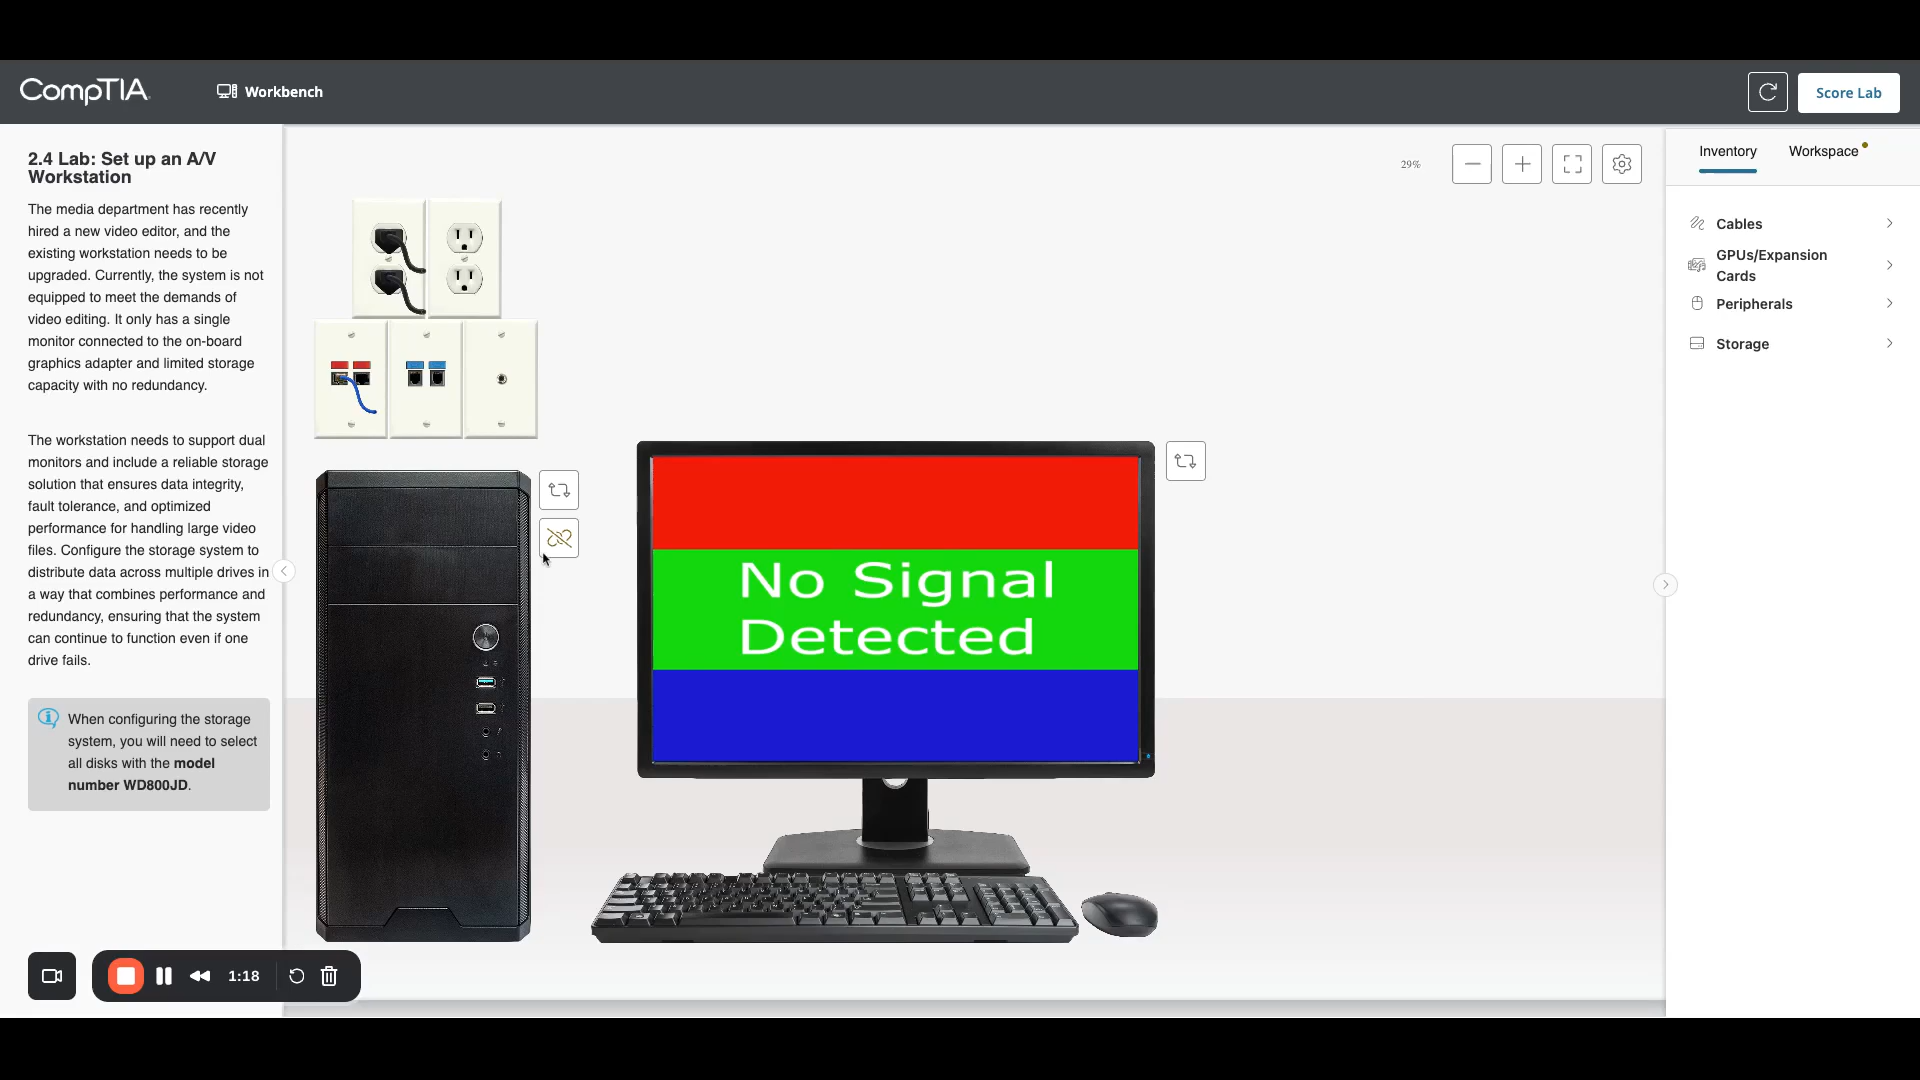 CompTIA.
Workbench
Score Lab
2.4 Lab: Set up an A/V
Workstation
The media department has recently
hired a new video editor, and the
existing workstation needs to be
upgraded. Currently, the system is not
equipped to meet the demands of
video editing. It only has a single
monitor connected to the on-board
graphics adapter and limited storage
capacity with no redundancy.
The workstation needs to support dual
monitors and include a reliable storage
solution that ensures data integrity,
fault tolerance, and optimized
performance for handling large video
files. Configure the storage system to
distribute data across multiple drives in
a way that combines performance and
redundancy, ensuring that the system
can continue to function even if one
drive fails.
When configuring the storage
system, you will need to select
all disks with the model
number WD800JD.
1:18
29%
No Signal
Detected
Inventory
Workspace
Cables
GPUs/Expansion
Cards
Peripherals
Storage